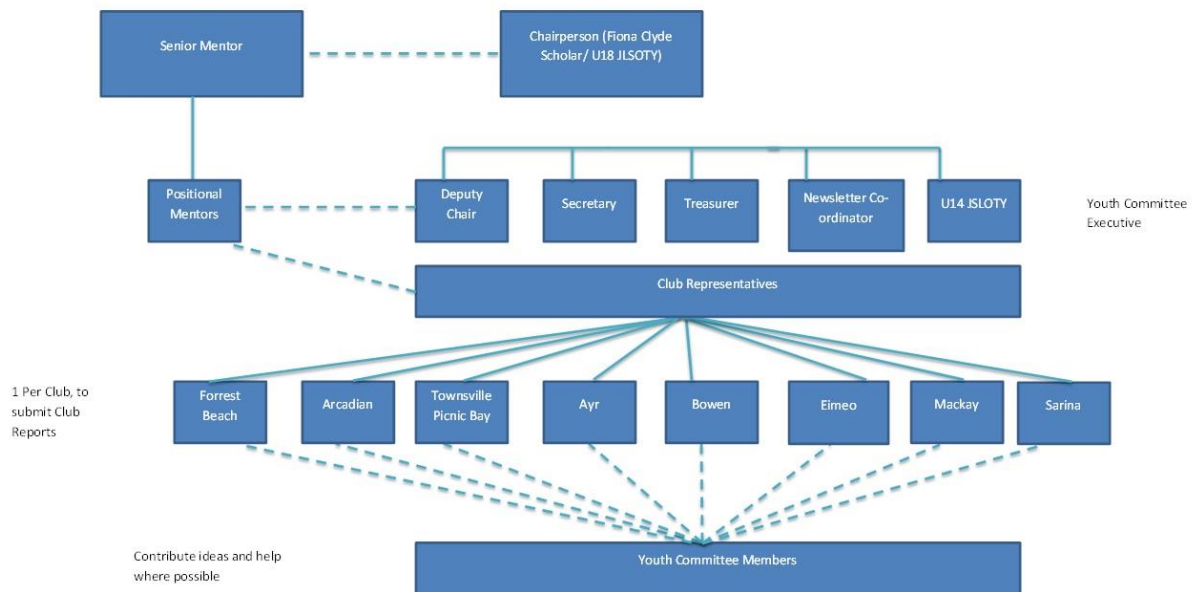 Senior Mentor
Chairperson (Fiona Clyde
Scholar/ U18 JLSOTY)
Positional
Mentors
Deputy
Chair
Secretary
Treasurer
Newsletter Co-
ordinator
U14 JSLOTY
Youth Committee
Executive
Club Representatives
1 Per Club, to
submit Club
Reports
Forrest
Beach
Arcadian
Townsville
Picnic Bay
Ayr
Bowen
Eimeo
Mackay
Sarina
Contribute ideas and help
where possible
Youth Committee Members